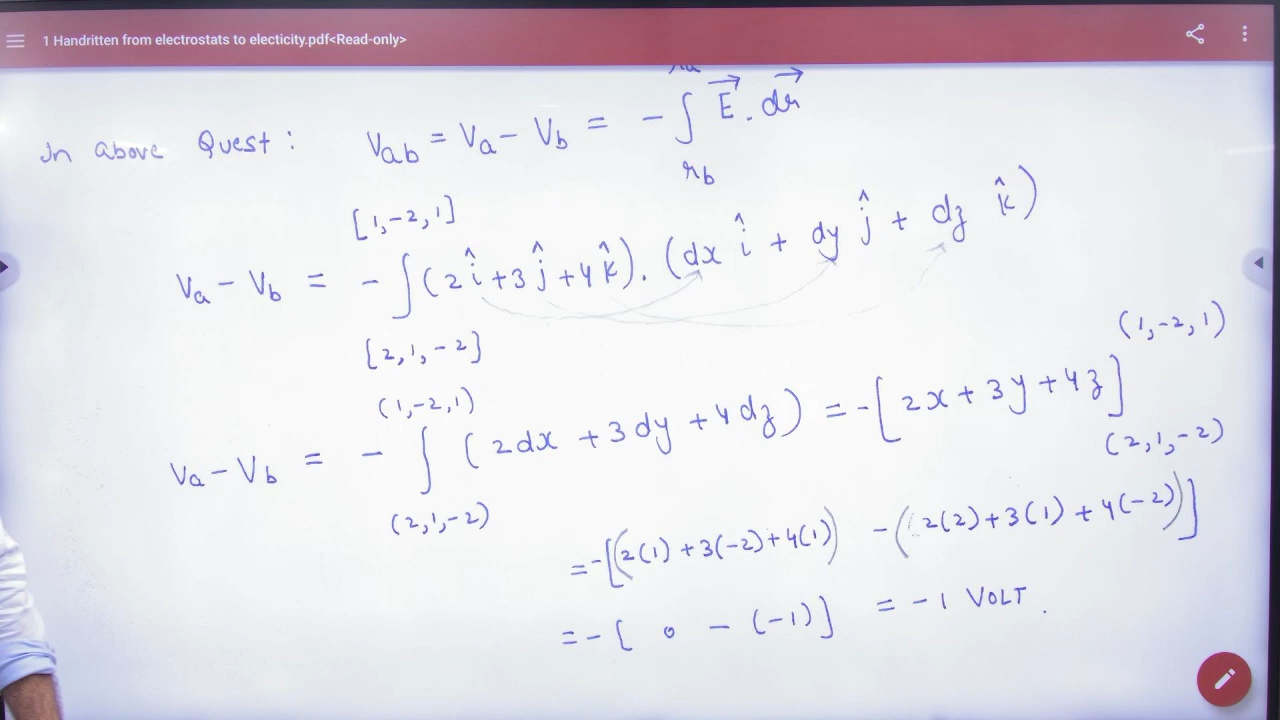 1 Handritten from electrostats to electicity.pdf<Read-only>
In above Quest : Vab = Va - Vb = - ∫ E⃗ . dr⃗
rb
[1,-2,1]
Va - Vb = - ∫ (2î + 3ĵ + 4k̂) . (dx î + dy ĵ + dz k̂)
[2,1,-2]
(1,-2,1) (1,-2,1)
Va - Vb = - ∫ (2dx + 3dy + 4dz) = -[2x + 3y + 4z]
(2,1,-2) (2,1,-2)
= -[(2(1) + 3(-2) + 4(1)) - (2(2) + 3(1) + 4(-2))]
= -[ 0 - (-1)] = -1 VOLT .